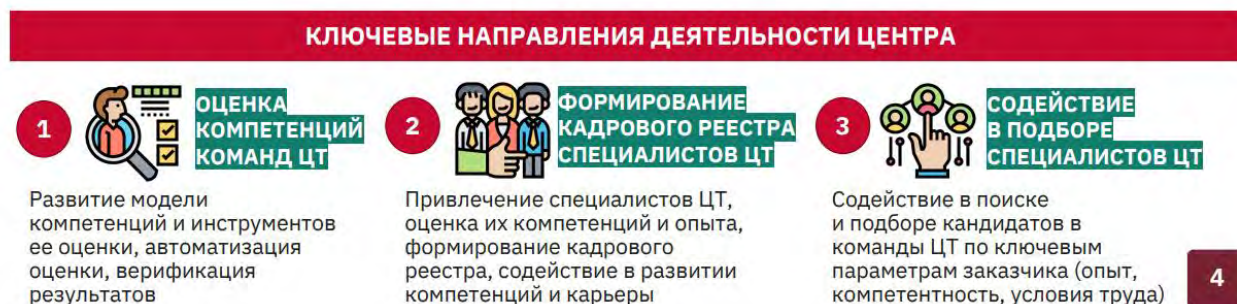 КЛЮЧЕВЫЕ НАПРАВЛЕНИЯ ДЕЯТЕЛЬНОСТИ ЦЕНТРА
1
ОЦЕНКА
КОМПЕТЕНЦИЙ
КОМАНД ЦТ
Развитие модели
компетенций и инструментов
ее оценки, автоматизация
оценки, верификация
результатов
2
ФОРМИРОВАНИЕ
КАДРОВОГО РЕЕСТРА
СПЕЦИАЛИСТОВ ЦТ
Привлечение специалистов ЦТ,
оценка их компетенций и опыта,
формирование кадрового
реестра, содействие в развитии
компетенций и карьеры
3
СОДЕЙСТВИЕ
В ПОДБОРЕ
СПЕЦИАЛИСТОВ ЦТ
Содействие в поиске
и подборе кандидатов в
команды ЦТ по ключевым
параметрам заказчика (опыт,
компетентность, условия труда)
4